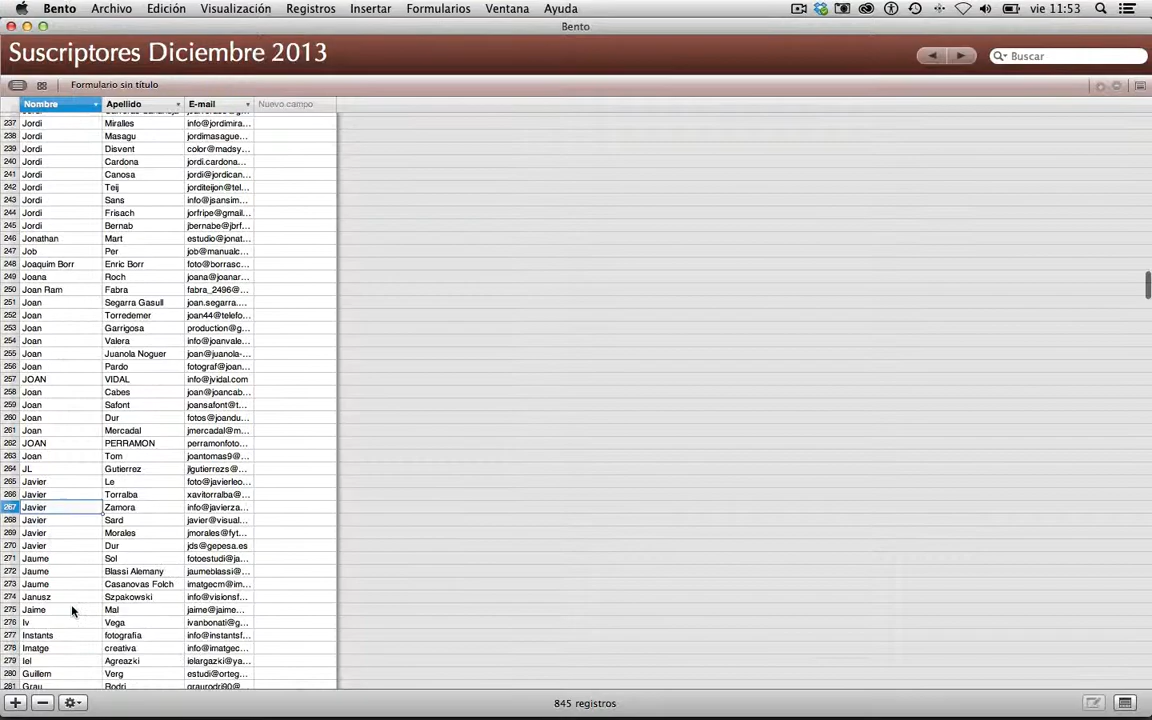 Bento Archivo Edición Visualización Registros Insertar Formularios Ventana Ayuda vie 11:53
Bento
Suscriptores Diciembre 2013
Buscar
Formulario sin título
Nombre Apellido E-mail Nuevo campo
237 Jordi Miralles info@jordimira...
238 Jordi Masagu jordimasague...
239 Jordi Disvent color@madsy...
240 Jordi Cardona jordi.cardona...
241 Jordi Canosa jordi@jordican...
242 Jordi Teij jorditeijon@tel...
243 Jordi Sans info@jsansim...
244 Jordi Frisach jorfripe@gmail...
245 Jordi Bernab jbernabe@jbrf...
246 Jonathan Mart estudio@jonat...
247 Job Per job@manualc...
248 Joaquim Borr Enric Borr foto@borrasc...
249 Joana Roch joana@joanar...
250 Joan Ram Fabra fabra_2496@...
251 Joan Segarra Gasull joan.segarra....
252 Joan Torredemer joan44@telefo...
253 Joan Garrigosa production@g...
254 Joan Valera info@joanvale...
255 Joan Juanola Noguer joan@juanola-...
256 Joan Pardo fotograf@joan...
257 JOAN VIDAL info@jvidal.com
258 Joan Cabes joan@joancab...
259 Joan Safont joansafont@t...
260 Joan Dur fotos@joandu...
261 Joan Mercadal jmercadal@m...
262 JOAN PERRAMON perramonfoto...
263 Joan Tom joantomas9@...
264 JL Gutierrez jlgutierrezs@...
265 Javier Le foto@javierleo...
266 Javier Torralba xavitorralba@...
267 Javier Zamora info@javierza...
268 Javier Sard javier@visual...
269 Javier Morales jmorales@fyt...
270 Javier Dur jds@gepesa.es
271 Jaume Sol fotoestudi@ja...
272 Jaume Blassi Alemany jaumeblassi@...
273 Jaume Casanovas Folch imatgecm@im...
274 Janusz Szpakowski info@visionsf...
275 Jaime Mal jaime@jaime...
276 Iv Vega ivanbonati@g...
277 Instants fotografia info@instantsf...
278 Imatge creativa info@imatgec...
279 Iel Agreazki ielargazki@ya...
280 Guillem Verg estudi@orteg...
281 Grau Rodri graurodri90@...
845 registros